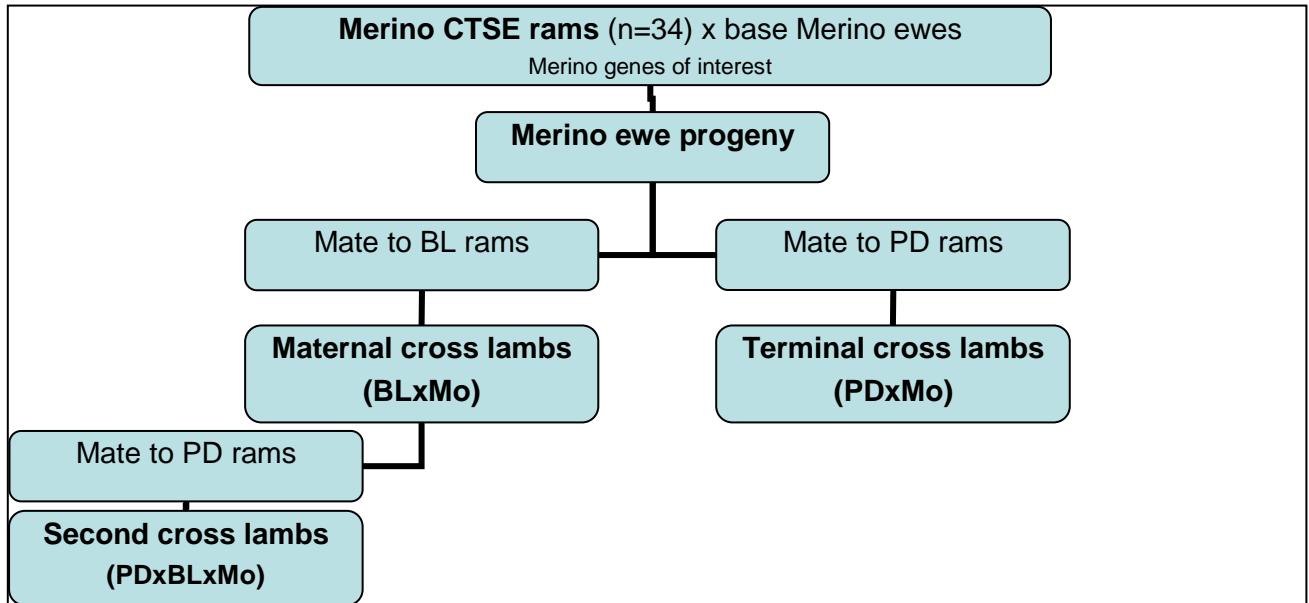 Merino CTSE rams (n=34) x base Merino ewes
Merino genes of interest
Merino ewe progeny
Mate to BL rams
Mate to PD rams
Maternal cross lambs
(BLxMo)
Terminal cross lambs
(PDxMo)
Mate to PD rams
Second cross lambs
(PDxBLxMo)